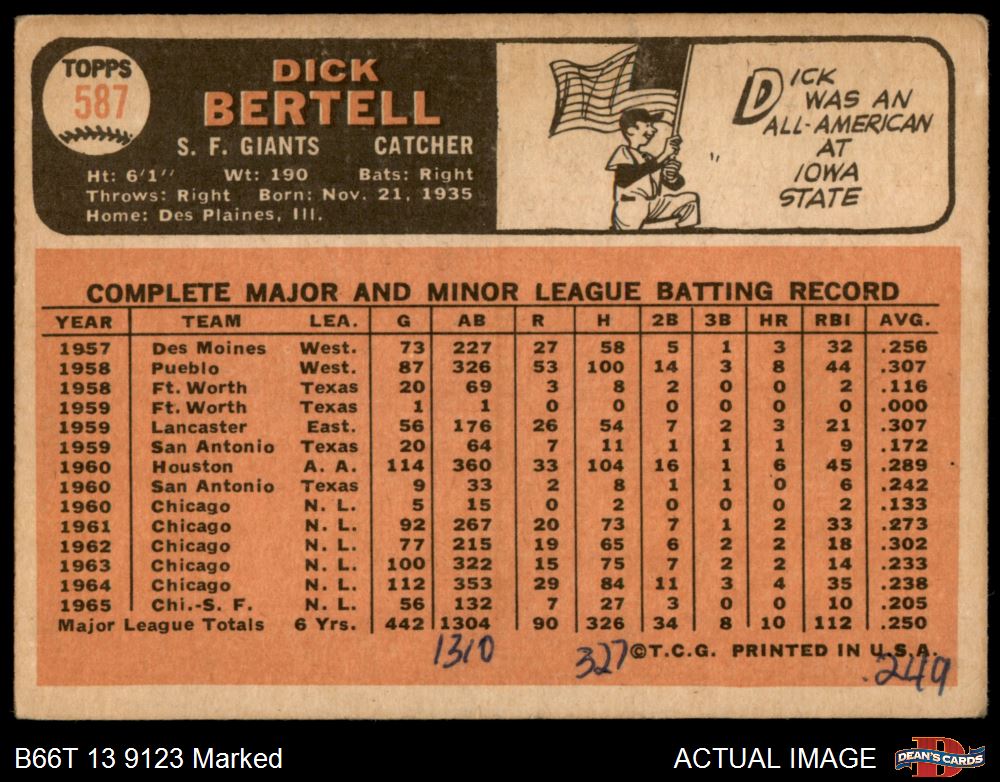 TOPPS
587
DICK
BERTELL
S. F. GIANTS CATCHER
Ht: 6'1" Wt: 190 Bats: Right
Throws: Right Born: Nov. 21, 1935
Home: Des Plaines, Ill.
DICK
WAS AN
ALL-AMERICAN
AT
IOWA
STATE
COMPLETE MAJOR AND MINOR LEAGUE BATTING RECORD
YEAR TEAM LEA. G AB R H 2B 3B HR RBI AVG.
1957 Des Moines West. 73 227 27 58 5 1 3 32 .256
1958 Pueblo West. 87 326 53 100 14 3 8 44 .307
1958 Ft. Worth Texas 20 69 3 8 2 0 0 2 .116
1959 Ft. Worth Texas 1 1 0 0 0 0 0 0 .000
1959 Lancaster East. 56 176 26 54 7 2 3 21 .307
1959 San Antonio Texas 20 64 7 11 1 1 1 9 .172
1960 Houston A. A. 114 360 33 104 16 1 6 45 .289
1960 San Antonio Texas 9 33 2 8 1 1 0 6 .242
1960 Chicago N. L. 5 15 0 2 0 0 0 2 .133
1961 Chicago N. L. 92 267 20 73 7 1 2 33 .273
1962 Chicago N. L. 77 215 19 65 6 2 2 18 .302
1963 Chicago N. L. 100 322 15 75 7 2 2 14 .233
1964 Chicago N. L. 112 353 29 84 11 3 4 35 .238
1965 Chi.-S. F. N. L. 56 132 7 27 3 0 0 10 .205
Major League Totals 6 Yrs. 442 1304 90 326 34 8 10 112 .250
1310 327 .249
©T.C.G. PRINTED IN U.S.A.
B66T 13 9123 Marked
ACTUAL IMAGE
D
DEAN'S CARDS